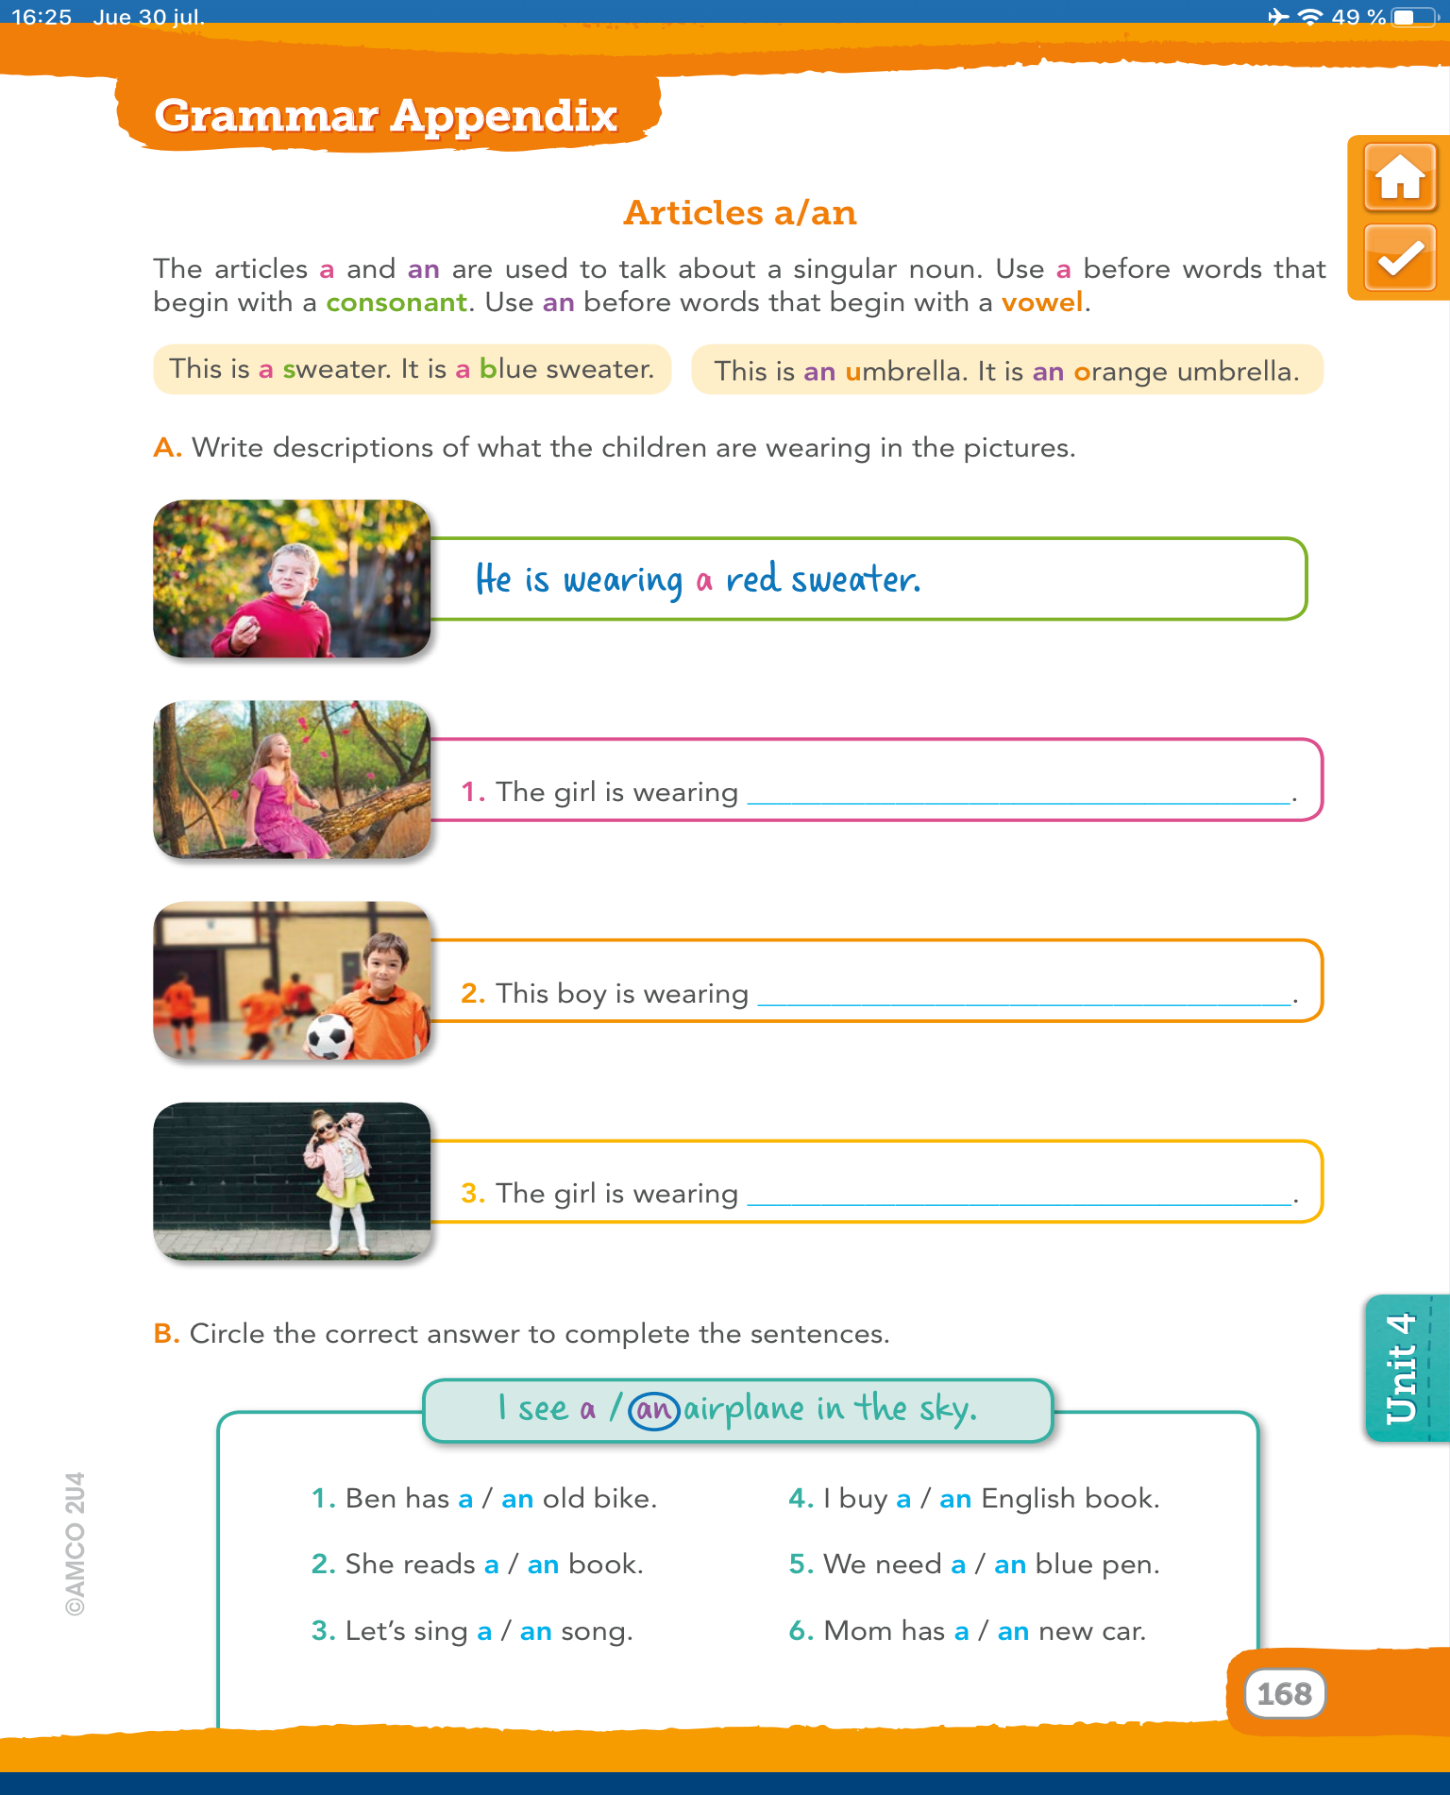 16:25 Jue 30 jul. 49 %
Grammar Appendix
Articles a/an
The articles a and an are used to talk about a singular noun. Use a before words that
begin with a consonant. Use an before words that begin with a vowel.
This is a sweater. It is a blue sweater.
This is an umbrella. It is an orange umbrella.
A. Write descriptions of what the children are wearing in the pictures.
He is wearing a red sweater.
1. The girl is wearing ______________________.
2. This boy is wearing ______________________.
3. The girl is wearing ______________________.
B. Circle the correct answer to complete the sentences.
I see a / an airplane in the sky.
1. Ben has a / an old bike.
2. She reads a / an book.
3. Let's sing a / an song.
4. I buy a / an English book.
5. We need a / an blue pen.
6. Mom has a / an new car.
Unit 4
©AMCO 2U4
168